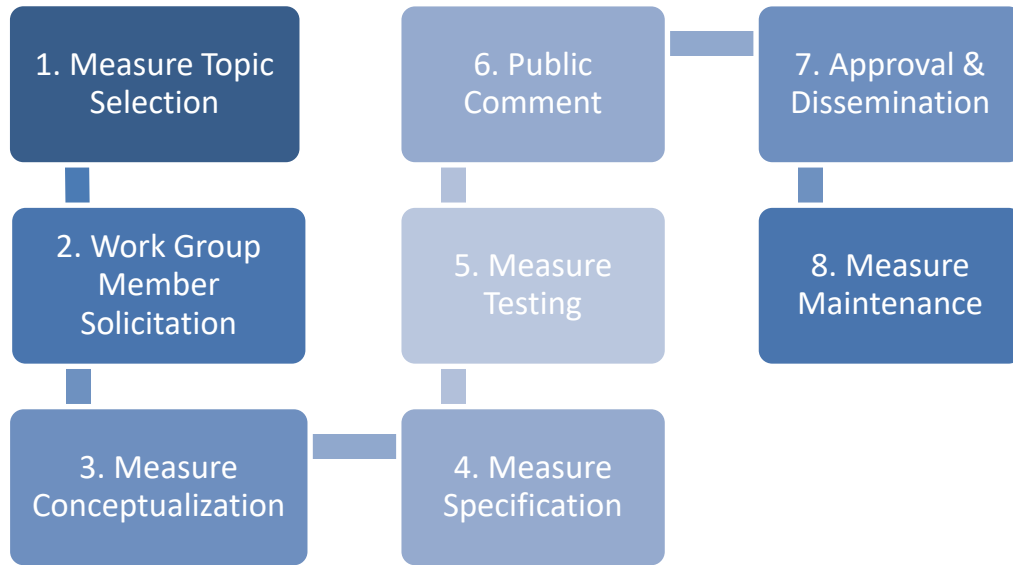 1. Measure Topic
Selection
2. Work Group
Member
Solicitation
3. Measure
Conceptualization
4. Measure
Specification
5. Measure
Testing
6. Public
Comment
7. Approval &
Dissemination
8. Measure
Maintenance